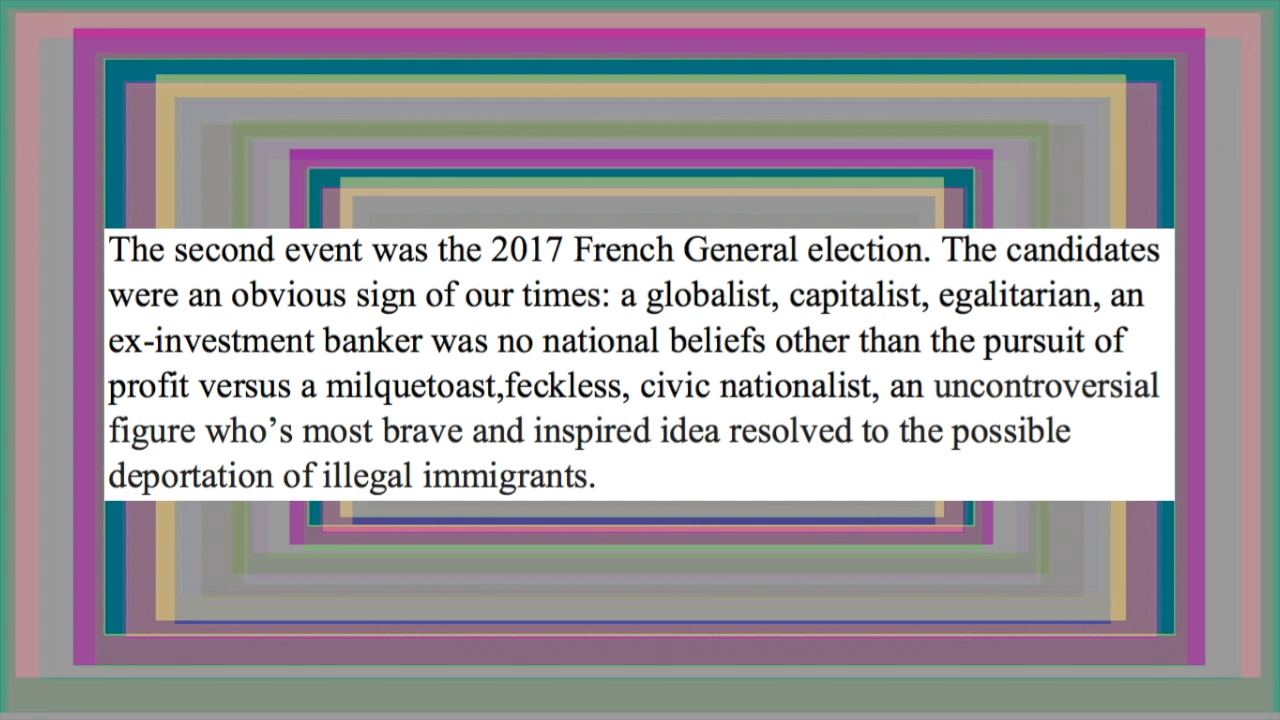 The second event was the 2017 French General election. The candidates
were an obvious sign of our times: a globalist, capitalist, egalitarian, an
ex-investment banker was no national beliefs other than the pursuit of
profit versus a milquetoast,feckless, civic nationalist, an uncontroversial
figure who’s most brave and inspired idea resolved to the possible
deportation of illegal immigrants.